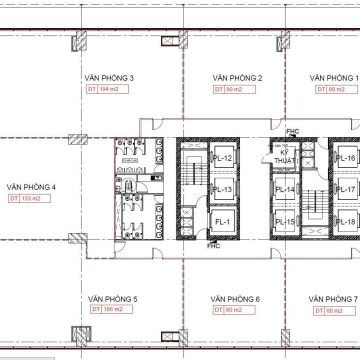 VĂN PHÒNG 3
DT 194 m2
VĂN PHÒNG 2
DT 80 m2
VĂN PHÒNG 1
DT 80 m2
FHC
KỸ THUẬT
PL-12
PL-16
PL-13
PL-14
PL-17
VĂN PHÒNG 4
DT 133 m2
FL-1
PL-15
PL-18
FHC
VĂN PHÒNG 5
DT 186 m2
VĂN PHÒNG 6
DT 80 m2
VĂN PHÒNG 7
DT 80 m2